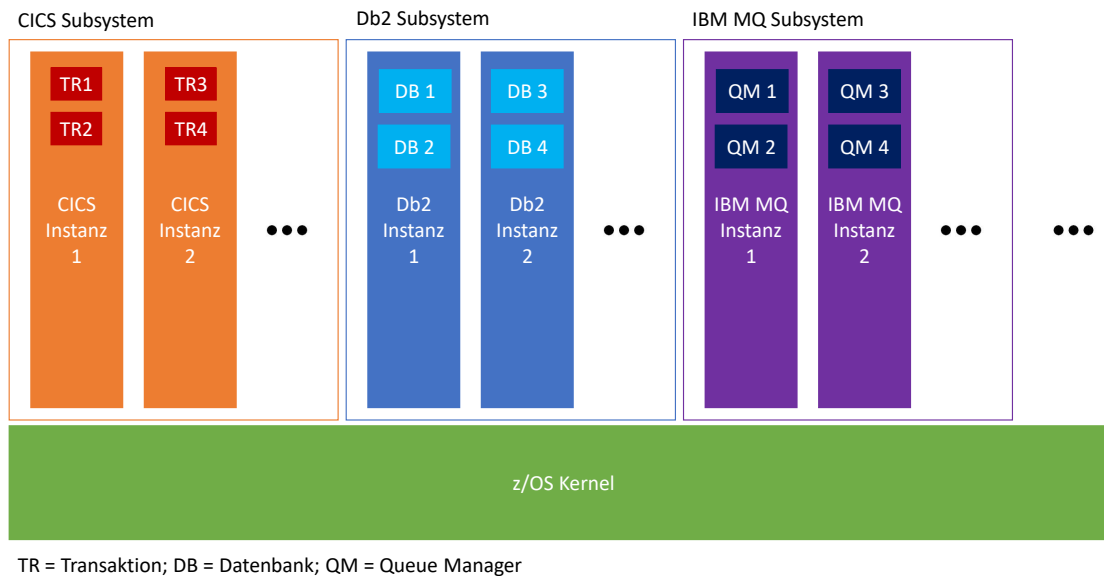 CICS Subsystem
Db2 Subsystem
IBM MQ Subsystem
TR1
TR3
DB 1
DB 3
QM 1
QM 3
TR2
TR4
DB 2
DB 4
QM 2
QM 4
CICS
Instanz
1
CICS
Instanz
2
Db2
Instanz
1
Db2
Instanz
2
IBM MQ
Instanz
1
IBM MQ
Instanz
2
z/OS Kernel
TR = Transaktion; DB = Datenbank; QM = Queue Manager